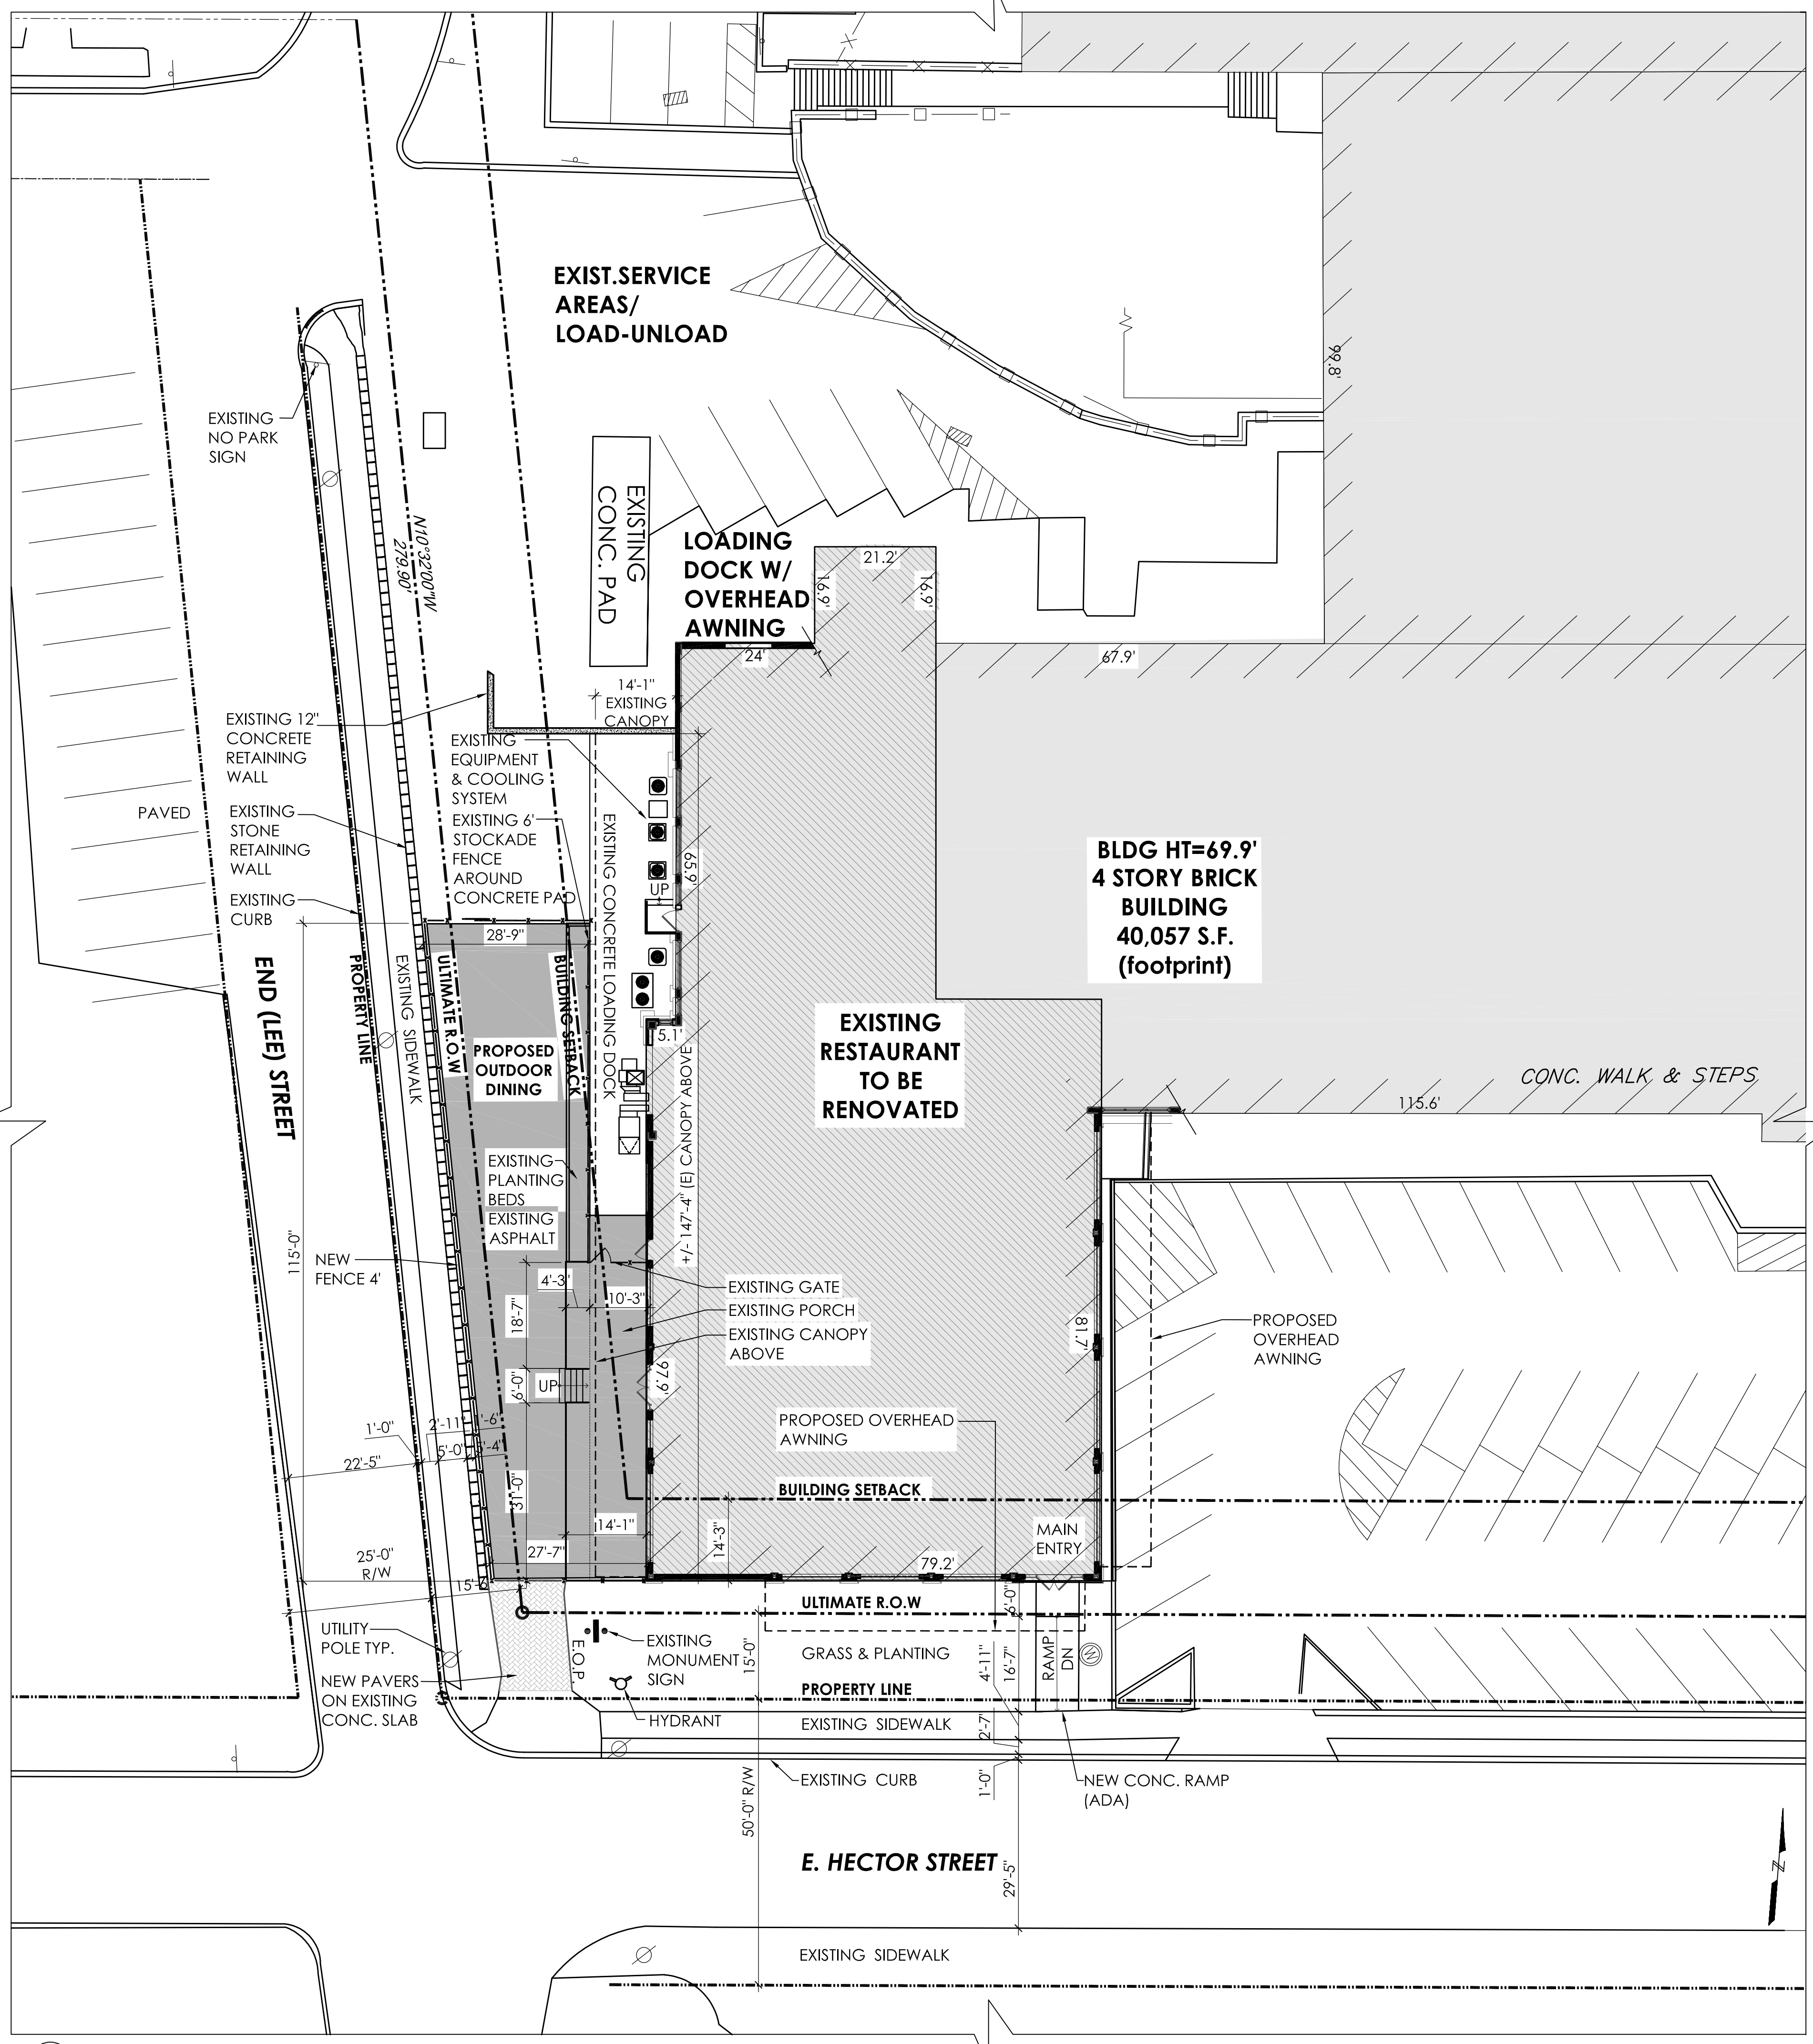 EXIST.SERVICE
AREAS/
LOAD-UNLOAD
99.8'
EXISTING
NO PARK
SIGN
N10°32'00"W
279.90'
EXISTING
CONC. PAD
LOADING
DOCK W/
OVERHEAD
AWNING
21.2'
16.9'
16.9'
24'
67.9'
14'-1"
EXISTING
CANOPY
EXISTING 12"
CONCRETE
RETAINING
WALL
EXISTING
EQUIPMENT
& COOLING
SYSTEM
PAVED
EXISTING
STONE
RETAINING
WALL
EXISTING 6'
STOCKADE
FENCE
AROUND
CONCRETE PAD
EXISTING CONCRETE LOADING DOCK
65.9'
UP
EXISTING
CURB
BLDG HT=69.9'
4 STORY BRICK
BUILDING
40,057 S.F.
(footprint)
28'-9"
END (LEE) STREET
PROPERTY LINE
EXISTING SIDEWALK
ULTIMATE R.O.W
BUILDING SETBACK
PROPOSED
OUTDOOR
DINING
5.1'
+/-147'-4" (E) CANOPY ABOVE
EXISTING
RESTAURANT
TO BE
RENOVATED
CONC. WALK & STEPS
115.6'
EXISTING
PLANTING
BEDS
EXISTING
ASPHALT
115'-0"
NEW
FENCE 4'
4'-3"
10'-3"
18'-7"
EXISTING GATE
EXISTING PORCH
EXISTING CANOPY
ABOVE
81.7'
PROPOSED
OVERHEAD
AWNING
97.9'
6'-0"
UP
PROPOSED OVERHEAD
AWNING
1'-0"
2'-11"
1'-6"
5'-0"
22'-5"
31'-0"
BUILDING SETBACK
14'-1"
14'-3"
MAIN
ENTRY
27'-7"
79.2'
25'-0"
R/W
15'-6"
ULTIMATE R.O.W
6'-0"
UTILITY
POLE TYP.
E.O.P.
EXISTING
MONUMENT
SIGN
15'-0"
GRASS & PLANTING
4'-11"
16'-7"
RAMP
DN
W
NEW PAVERS
ON EXISTING
CONC. SLAB
PROPERTY LINE
HYDRANT
EXISTING SIDEWALK
2'-7"
EXISTING CURB
1'-0"
NEW CONC. RAMP
(ADA)
50'-0" R/W
E. HECTOR STREET
29'-5"
N
EXISTING SIDEWALK